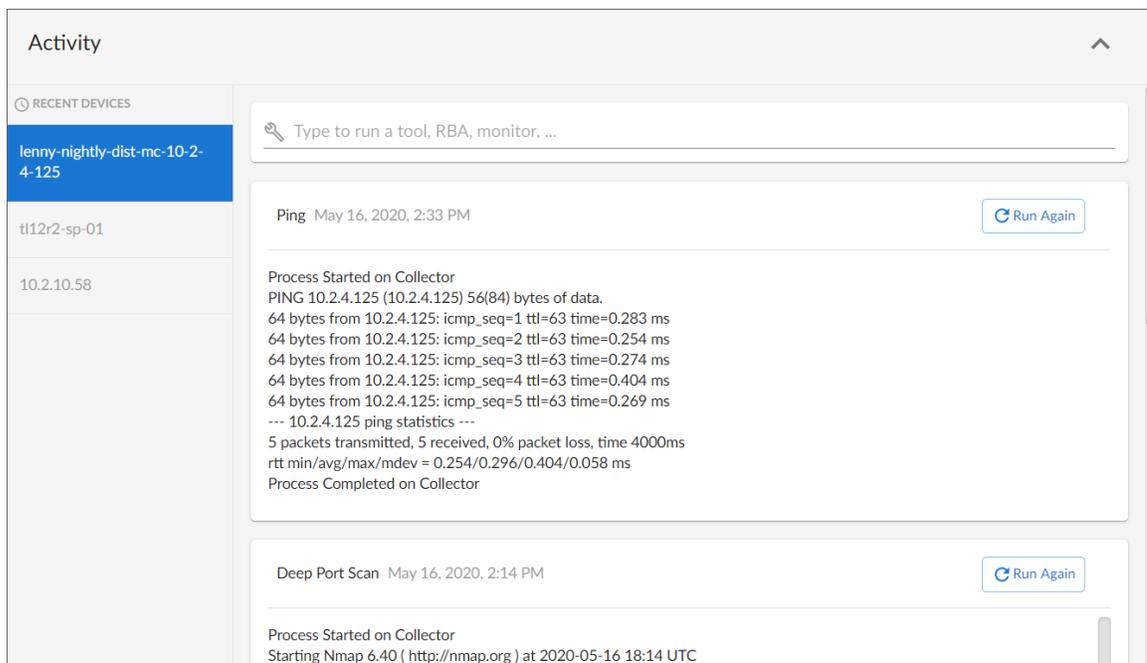 Activity
RECENT DEVICES
lenny-nightly-dist-mc-10-2-
4-125
tl12r2-sp-01
10.2.10.58
Type to run a tool, RBA, monitor, ...
Ping May 16, 2020, 2:33 PM
Run Again
Process Started on Collector
PING 10.2.4.125 (10.2.4.125) 56(84) bytes of data.
64 bytes from 10.2.4.125: icmp_seq=1 ttl=63 time=0.283 ms
64 bytes from 10.2.4.125: icmp_seq=2 ttl=63 time=0.254 ms
64 bytes from 10.2.4.125: icmp_seq=3 ttl=63 time=0.274 ms
64 bytes from 10.2.4.125: icmp_seq=4 ttl=63 time=0.404 ms
64 bytes from 10.2.4.125: icmp_seq=5 ttl=63 time=0.269 ms
--- 10.2.4.125 ping statistics ---
5 packets transmitted, 5 received, 0% packet loss, time 4000ms
rtt min/avg/max/mdev = 0.254/0.296/0.404/0.058 ms
Process Completed on Collector
Deep Port Scan May 16, 2020, 2:14 PM
Run Again
Process Started on Collector
Starting Nmap 6.40 ( http://nmap.org ) at 2020-05-16 18:14 UTC